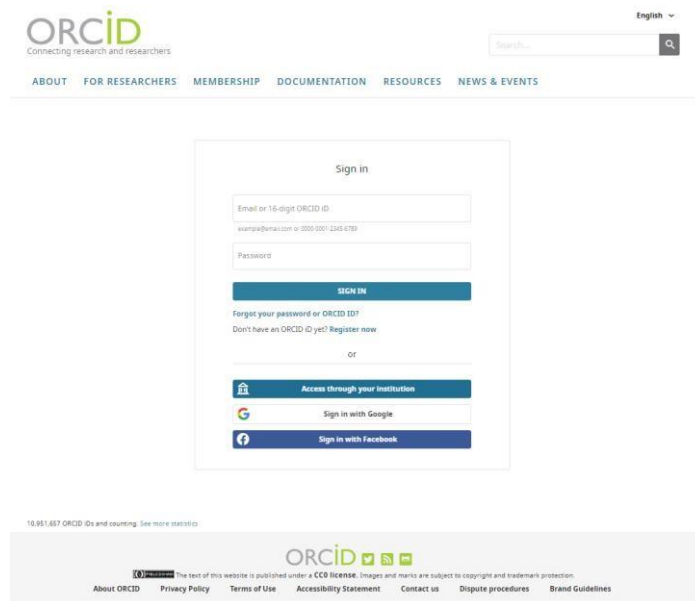 English
ORCID
Connecting research and researchers
Search...
ABOUT FOR RESEARCHERS MEMBERSHIP DOCUMENTATION RESOURCES NEWS & EVENTS
Sign in
Email or 16-digit ORCID iD
example@email.com or 0000-0001-2345-6789
Password
SIGN IN
Forgot your password or ORCID ID?
Don't have an ORCID iD yet? Register now
or
Access through your institution
Sign in with Google
Sign in with Facebook
10,951,657 ORCID iDs and counting. See more statistics
ORCID
The text of this website is published under a CC0 license. Images and marks are subject to copyright and trademark protection.
About ORCID Privacy Policy Terms of Use Accessibility Statement Contact us Dispute procedures Brand Guidelines